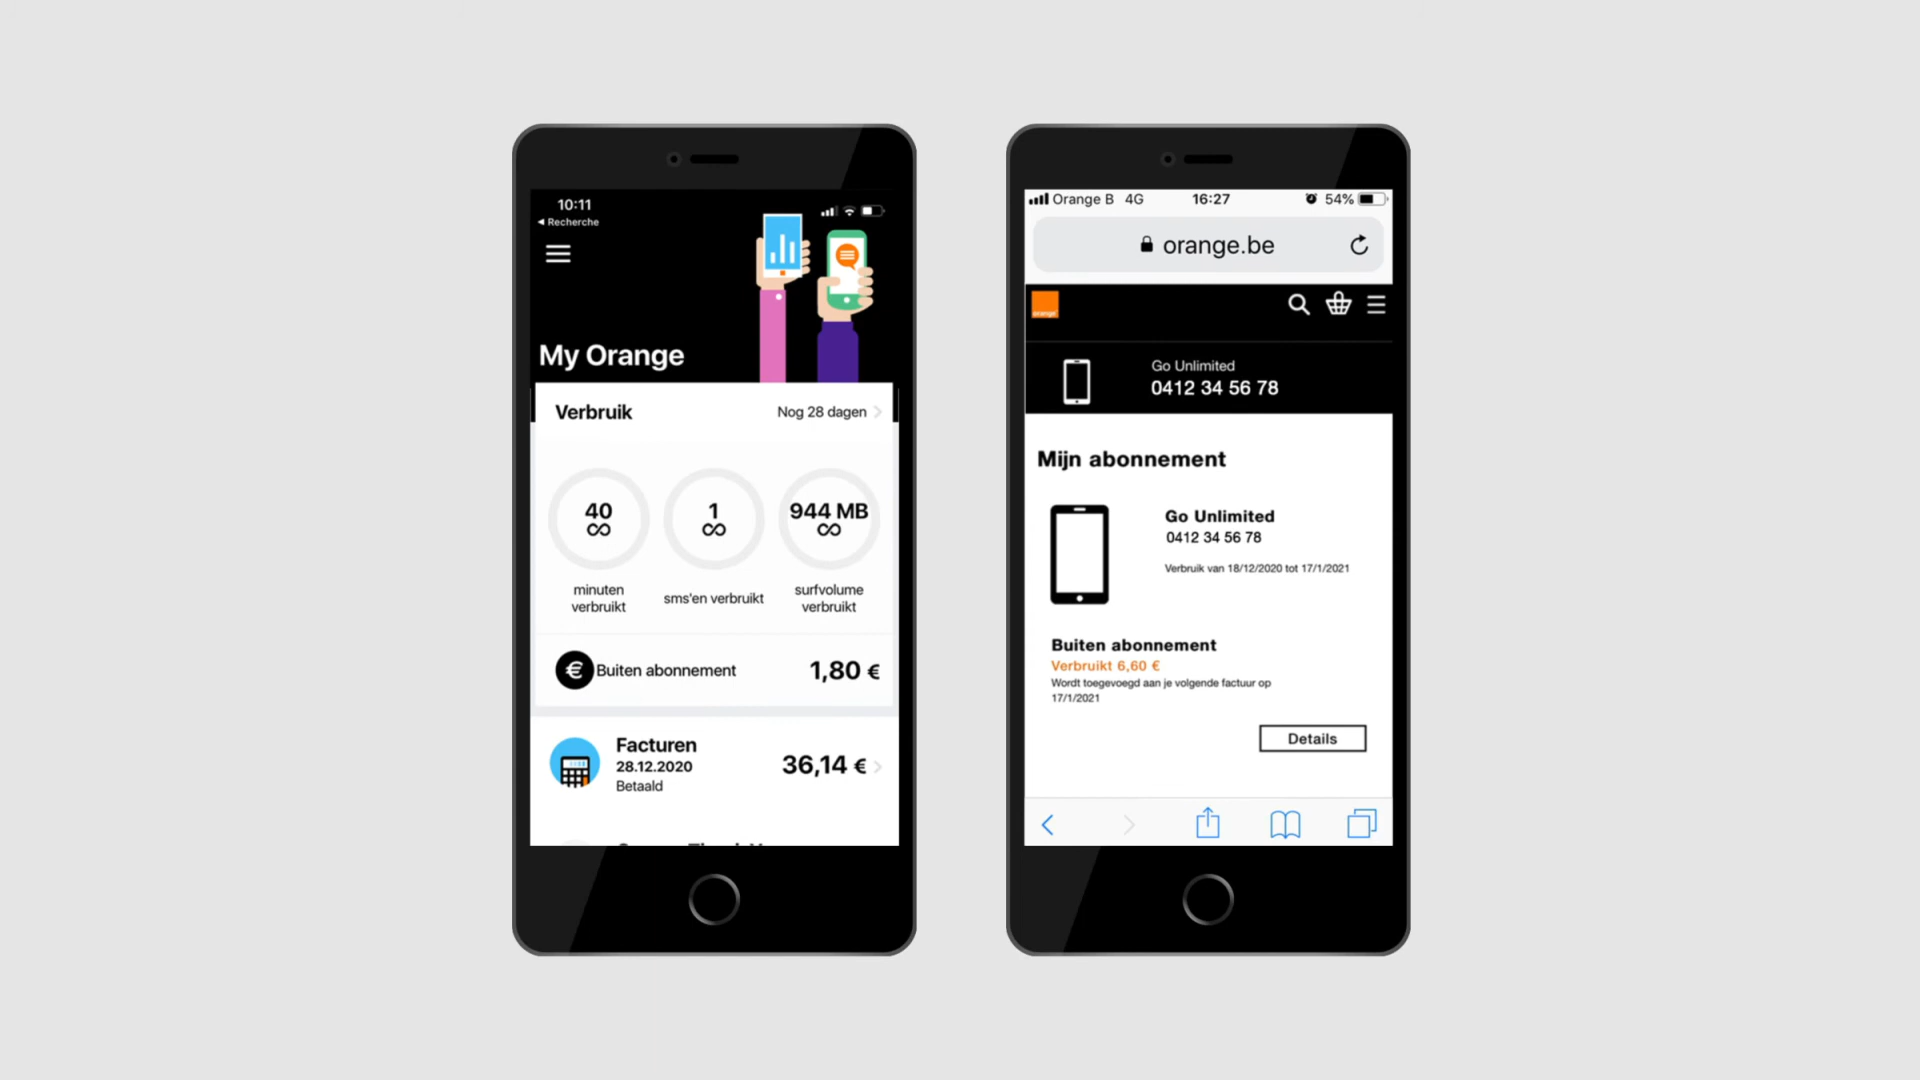 10:11
Recherche
My Orange
Verbruik
Nog 28 dagen
40
∞
1
∞
944 MB
∞
minuten
verbruikt
sms'en verbruikt
surfvolume
verbruikt
€
Buiten abonnement
1,80 €
Facturen
28.12.2020
Betaald
36,14 €
Orange B 4G
16:27
54%
orange.be
orange
Go Unlimited
0412 34 56 78
Mijn abonnement
Go Unlimited
0412 34 56 78
Verbruik van 18/12/2020 tot 17/1/2021
Buiten abonnement
Verbruikt 6,60 €
Wordt toegevoegd aan je volgende factuur op
17/1/2021
Details